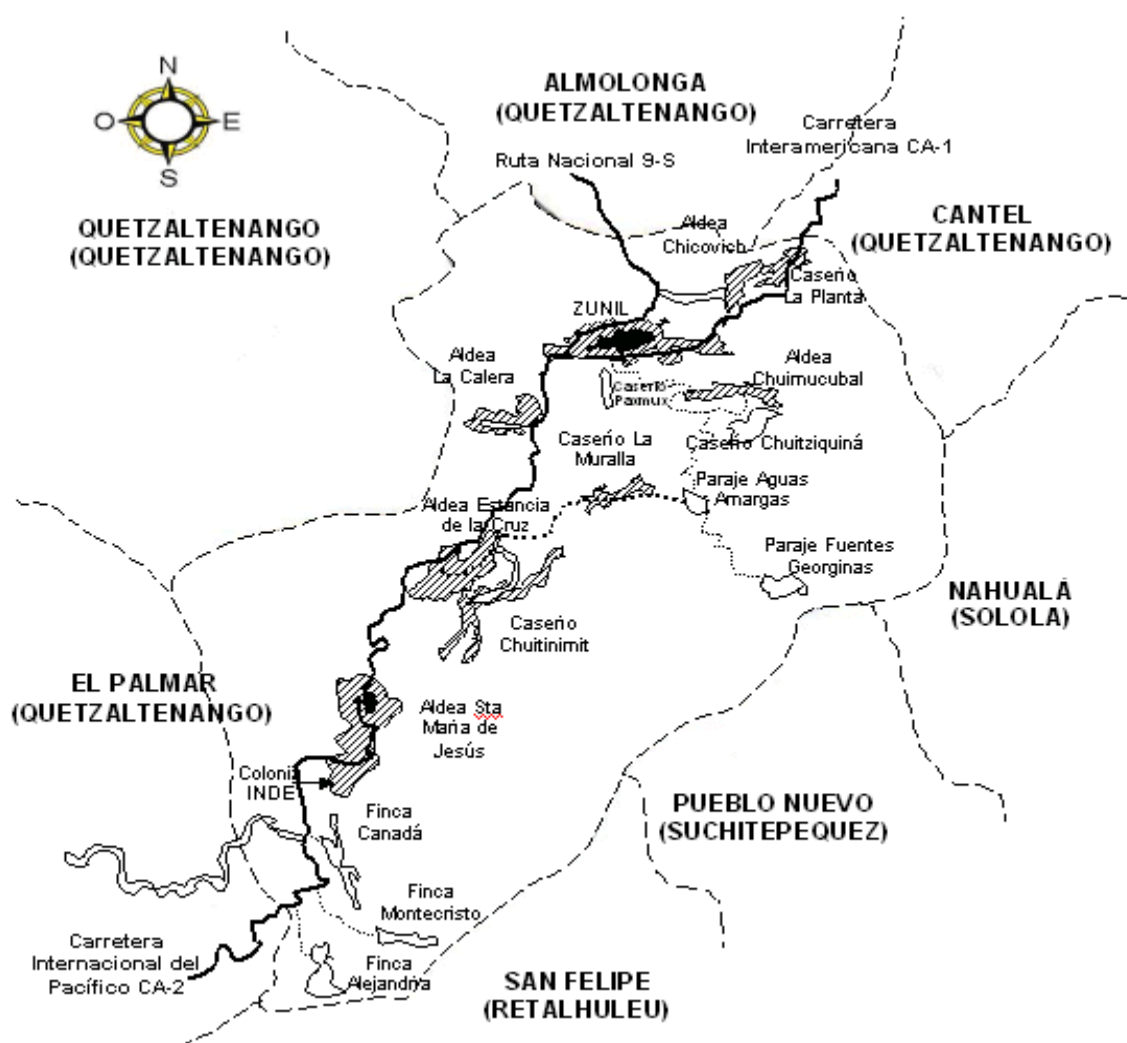 N
O
E
S
ALMOLONGA
(QUETZALTENANGO)
Carretera
Interamericana CA-1
Ruta Nacional 9-S
QUETZALTENANGO
(QUETZALTENANGO)
CANTEL
(QUETZALTENANGO)
Aldea
Chicovich
Caserío
La Planta
ZUNIL
Aldea
La Calera
Aldea
Chuimucubal
Caserío
Paxmux
Caserío La
Muralla
Caserío Chuitziquiná
Paraje Aguas
Amargas
Aldea Estancia
de la Cruz
Paraje Fuentes
Georginas
NAHUALÁ
(SOLOLA)
Caserío
Chuitinimit
EL PALMAR
(QUETZALTENANGO)
Aldea Sta
María de
Jesús
Colonia
INDE
Finca
Canadá
PUEBLO NUEVO
(SUCHITEPEQUEZ)
Finca
Montecristo
Carretera
Internacional del
Pacífico CA-2
Finca
Alejandria
SAN FELIPE
(RETALHULEU)